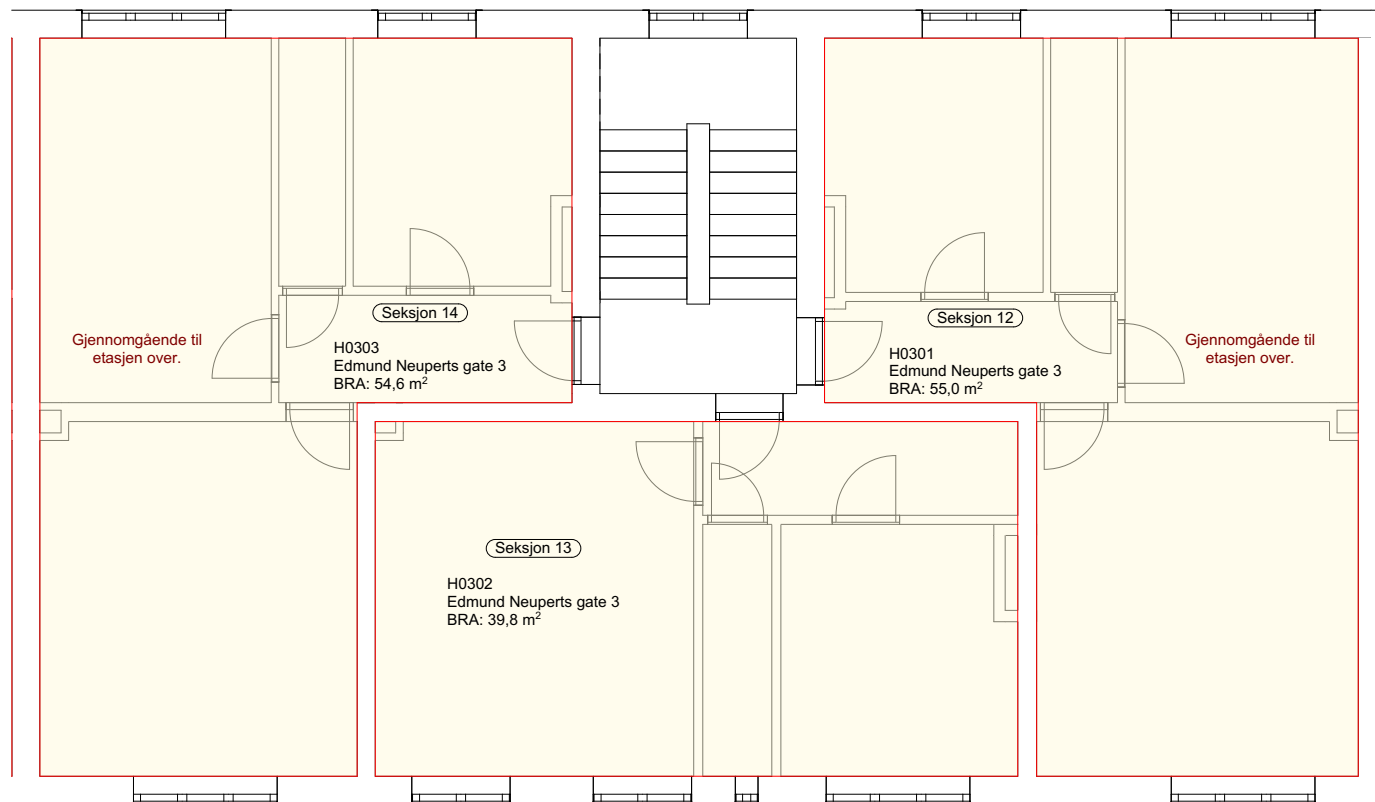 Seksjon 14
H0303
Edmund Neuperts gate 3
BRA: 54,6 m²
Gjennomgående til
etasjen over.
Seksjon 12
H0301
Edmund Neuperts gate 3
BRA: 55,0 m²
Gjennomgående til
etasjen over.
Seksjon 13
H0302
Edmund Neuperts gate 3
BRA: 39,8 m²